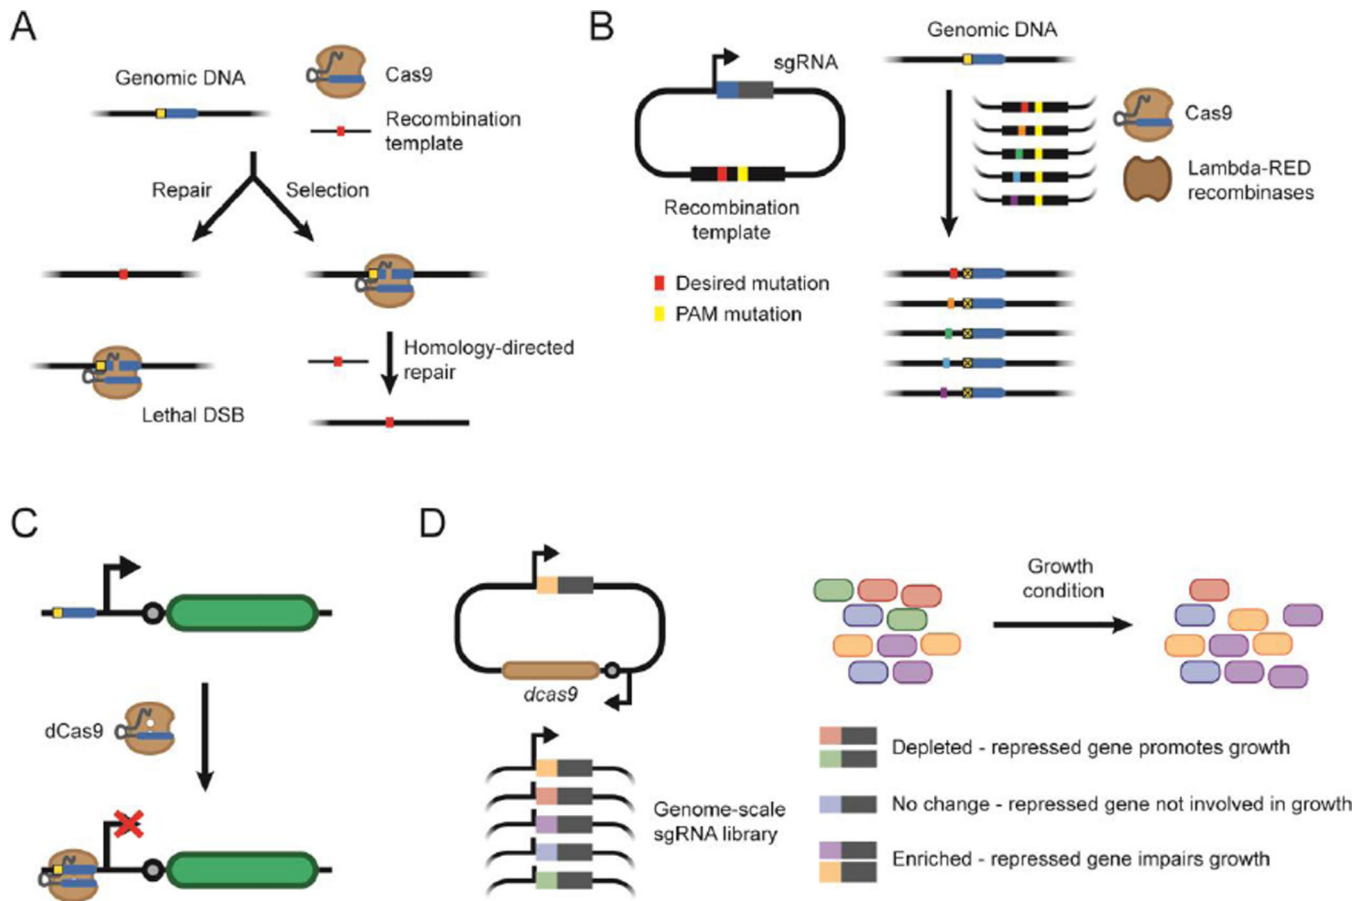 A
Genomic DNA
Cas9
Recombination
template
Repair
Selection
Lethal DSB
Homology-directed
repair
B
sgRNA
Recombination
template
Desired mutation
PAM mutation
Genomic DNA
Cas9
Lambda-RED
recombinases
C
dCas9
D
dcas9
Genome-scale
sgRNA library
Growth
condition
Depleted - repressed gene promotes growth
No change - repressed gene not involved in growth
Enriched - repressed gene impairs growth